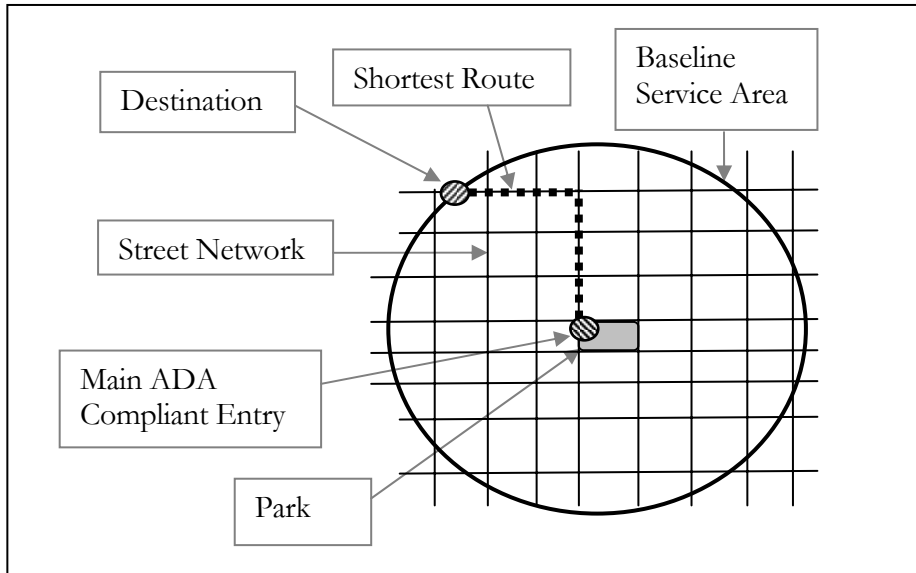 Destination
Shortest Route
Baseline
Service Area
Street Network
Main ADA
Compliant Entry
Park